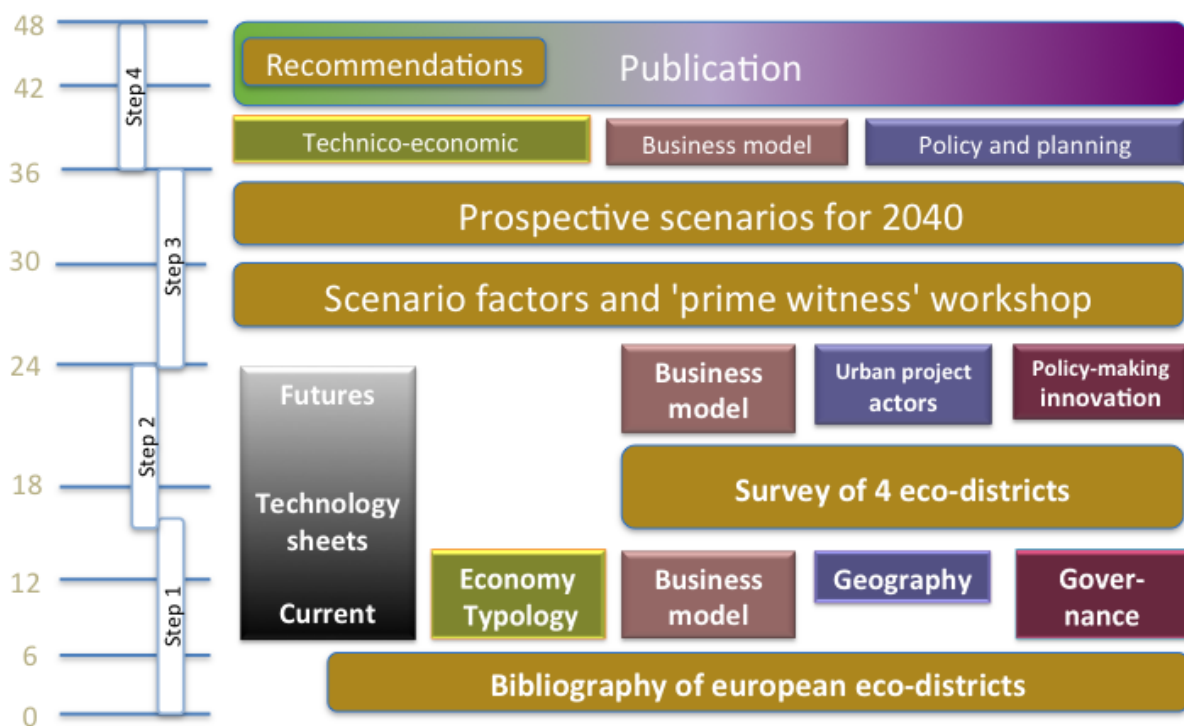 48
Step 4
Recommendations
Publication
42
Technico-economic
Business model
Policy and planning
36
Step 3
Prospective scenarios for 2040
30
Scenario factors and 'prime witness' workshop
24
Step 2
Futures
Technology
sheets
Current
Business
model
Urban project
actors
Policy-making
innovation
18
Survey of 4 eco-districts
12
Step 1
Economy
Typology
Business
model
Geography
Gover-
nance
6
Bibliography of european eco-districts
0